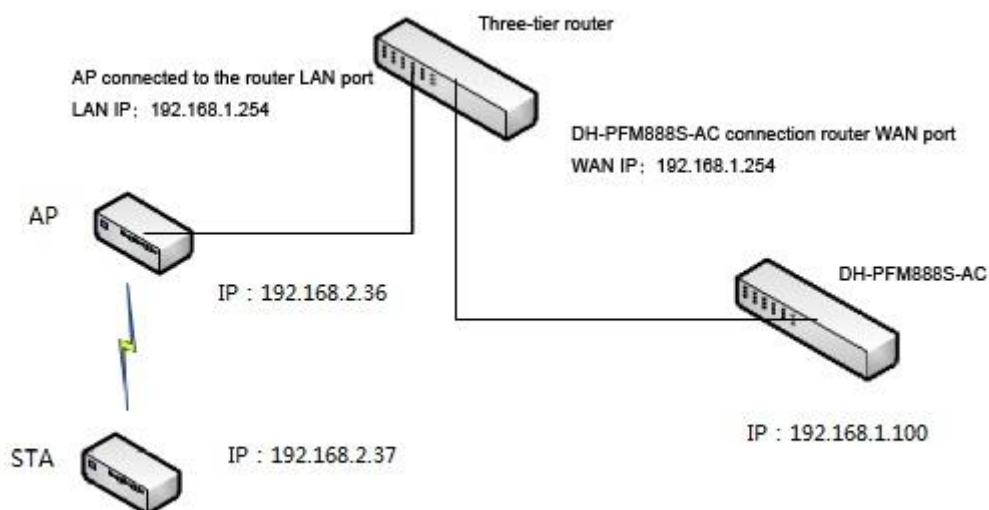 Three-tier router
AP connected to the router LAN port
LAN IP：192.168.1.254
DH-PFM888S-AC connection router WAN port
WAN IP：192.168.1.254
AP
IP：192.168.2.36
DH-PFM888S-AC
IP：192.168.1.100
STA
IP：192.168.2.37